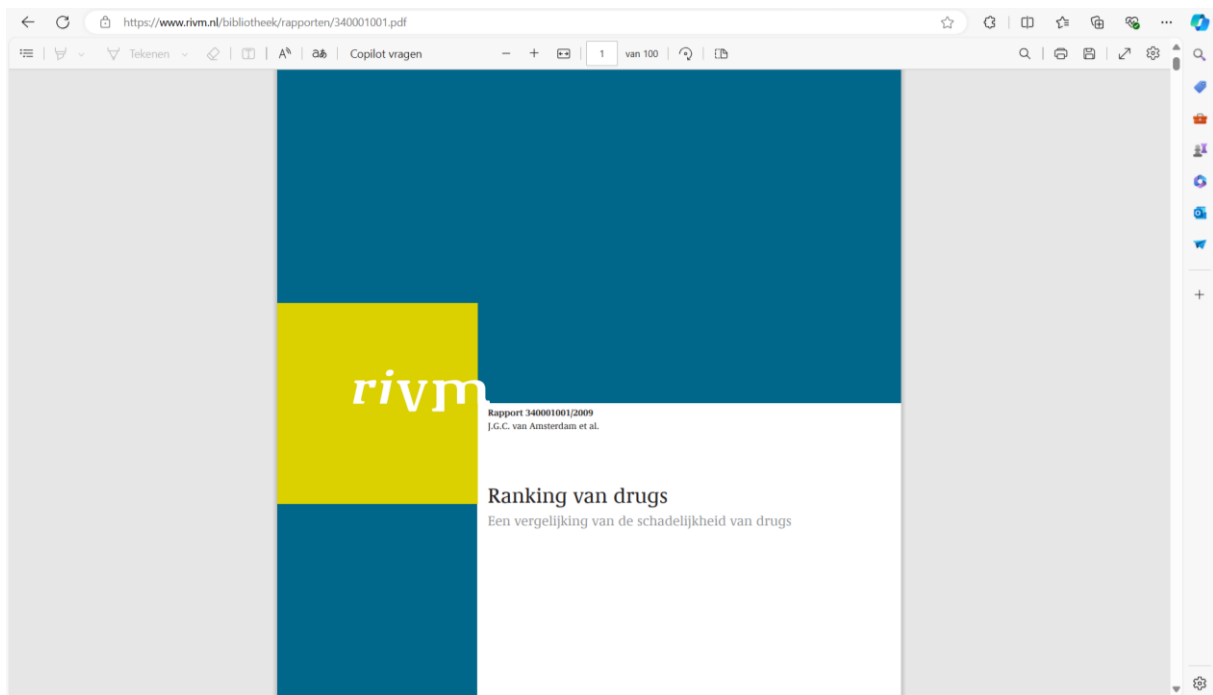 https://www.rivm.nl/bibliotheek/rapporten/340001001.pdf
Tekenen
Copilot vragen
1 van 100
rivm
Rapport 340001001/2009
J.G.C. van Amsterdam et al.
Ranking van drugs
Een vergelijking van de schadelijkheid van drugs